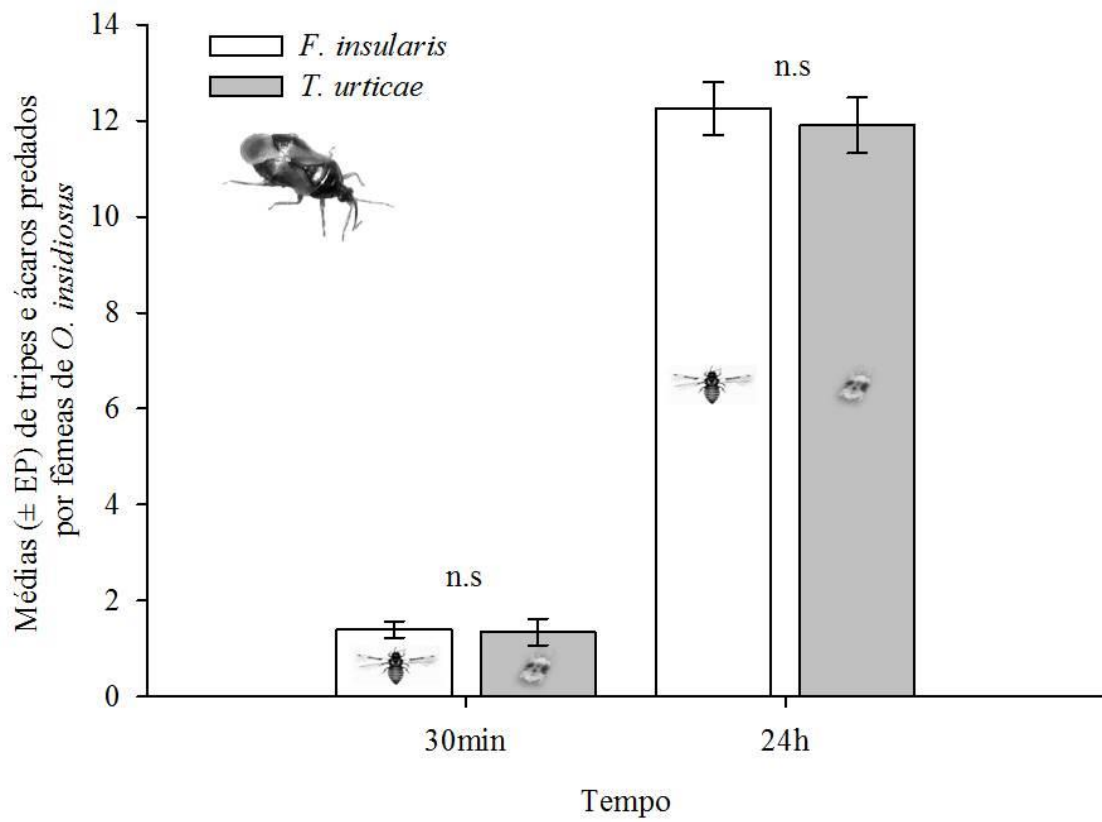 Médias (± EP) de tripes e ácaros predados
por fêmeas de O. insidiosus
14
12
10
8
6
4
2
0
F. insularis
T. urticae
n.s
n.s
30min
24h
Tempo